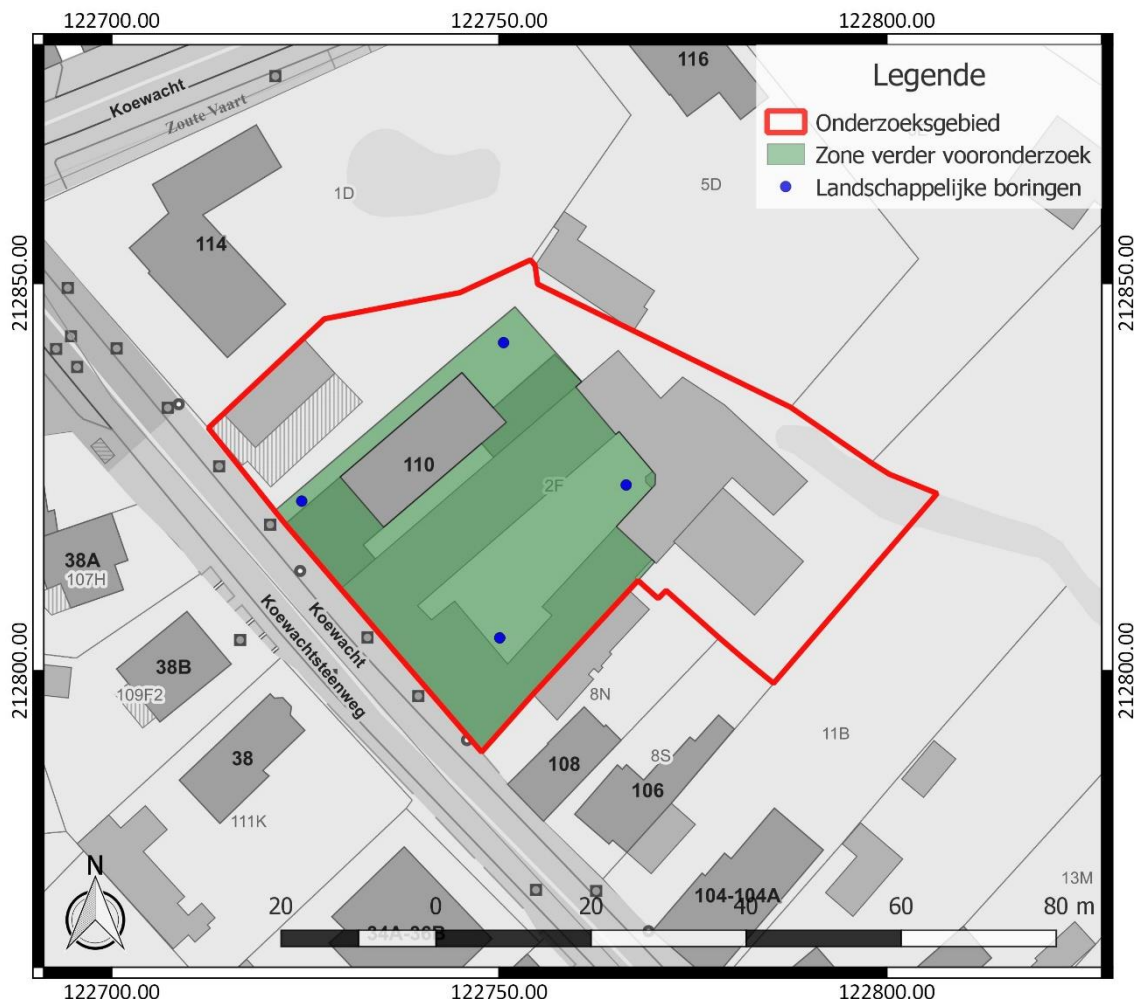 122700.00 122750.00 122800.00
116
Legende
Onderzoeksgebied
Zone verder vooronderzoek
Landschappelijke boringen
Koewacht
Zoute Vaart
1D
5D
114
212850.00
212850.00
110
2F
38A
107H
Koewacht
Koewachtsteenweg
38B
109F2
212800.00
212800.00
8N
38
108
8S
106
11B
111K
13M
N
104-104A
20 0 20 40 60 80 m
34A-36B
122700.00 122750.00 122800.00